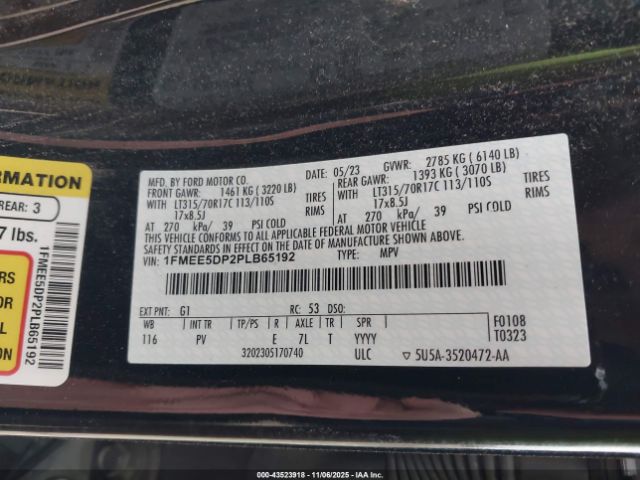 RMATION
REAR: 3
7 lbs.
1FMEE5DP2PLB65192
ERS
OR
MFD. BY FORD MOTOR CO.
DATE: 05/23 GVWR: 2785 KG ( 6140 LB)
FRONT GAWR: 1461 KG ( 3220 LB) REAR GAWR: 1393 KG ( 3070 LB)
WITH LT315/70R17C 113/110S TIRES WITH LT315/70R17C 113/110S TIRES
17x8.5J RIMS 17x8.5J RIMS
AT 270 kPa/ 39 PSI COLD AT 270 kPa/ 39 PSI COLD
THIS VEHICLE CONFORMS TO ALL APPLICABLE FEDERAL MOTOR VEHICLE
SAFETY STANDARDS IN EFFECT ON THE DATE OF MANUFACTURE SHOWN ABOVE.
VIN: 1FMEE5DP2PLB65192 TYPE: MPV
EXT PNT: G1 RC: 53 DSO:
WB INT TR TP/PS R AXLE TR SPR F0108
116 PV E 7L T YYYY T0323
3202305170740 ULC 5U5A-3520472-AA
00-43523918 - 11/06/2025 - IAAI, Inc.